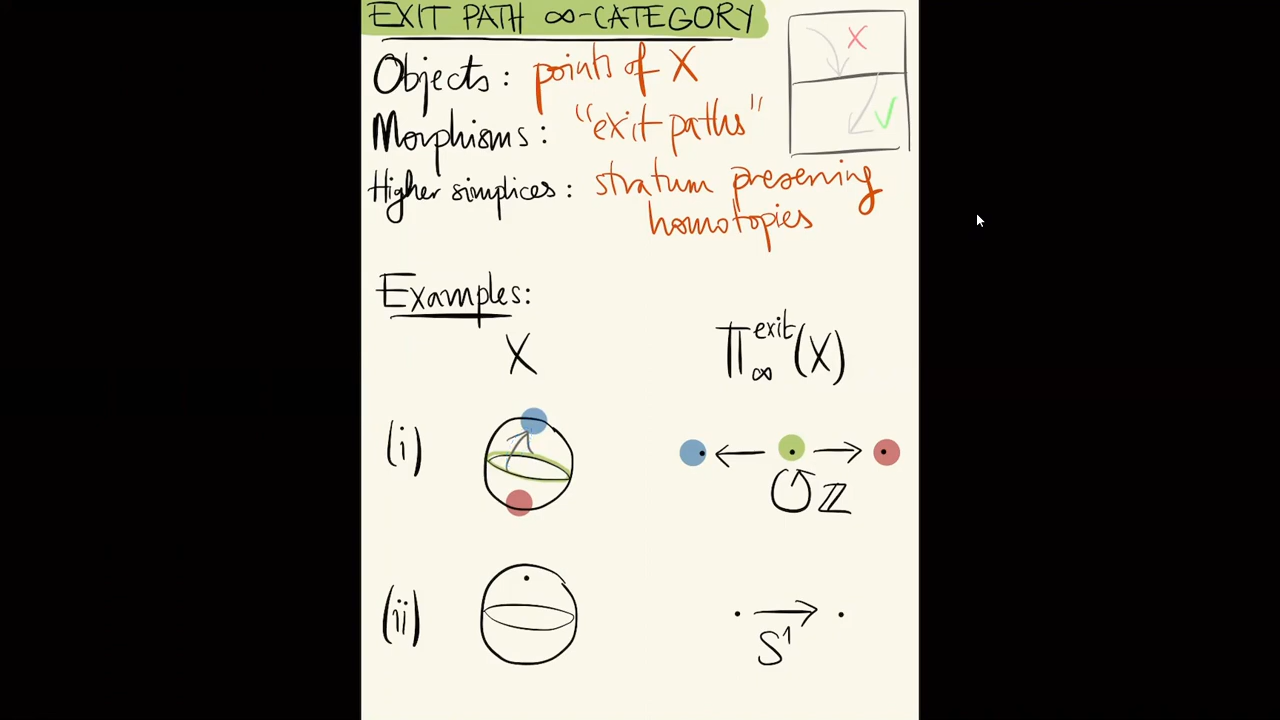 EXIT PATH ∞-CATEGORY
X
Objects: points of X
Morphisms: "exit paths"
✓
Higher simplices: stratum preserving
homotopies
Examples:
X Π∞^exit(X)
(i) ← → ↺ ℤ
(ii) · → · S¹